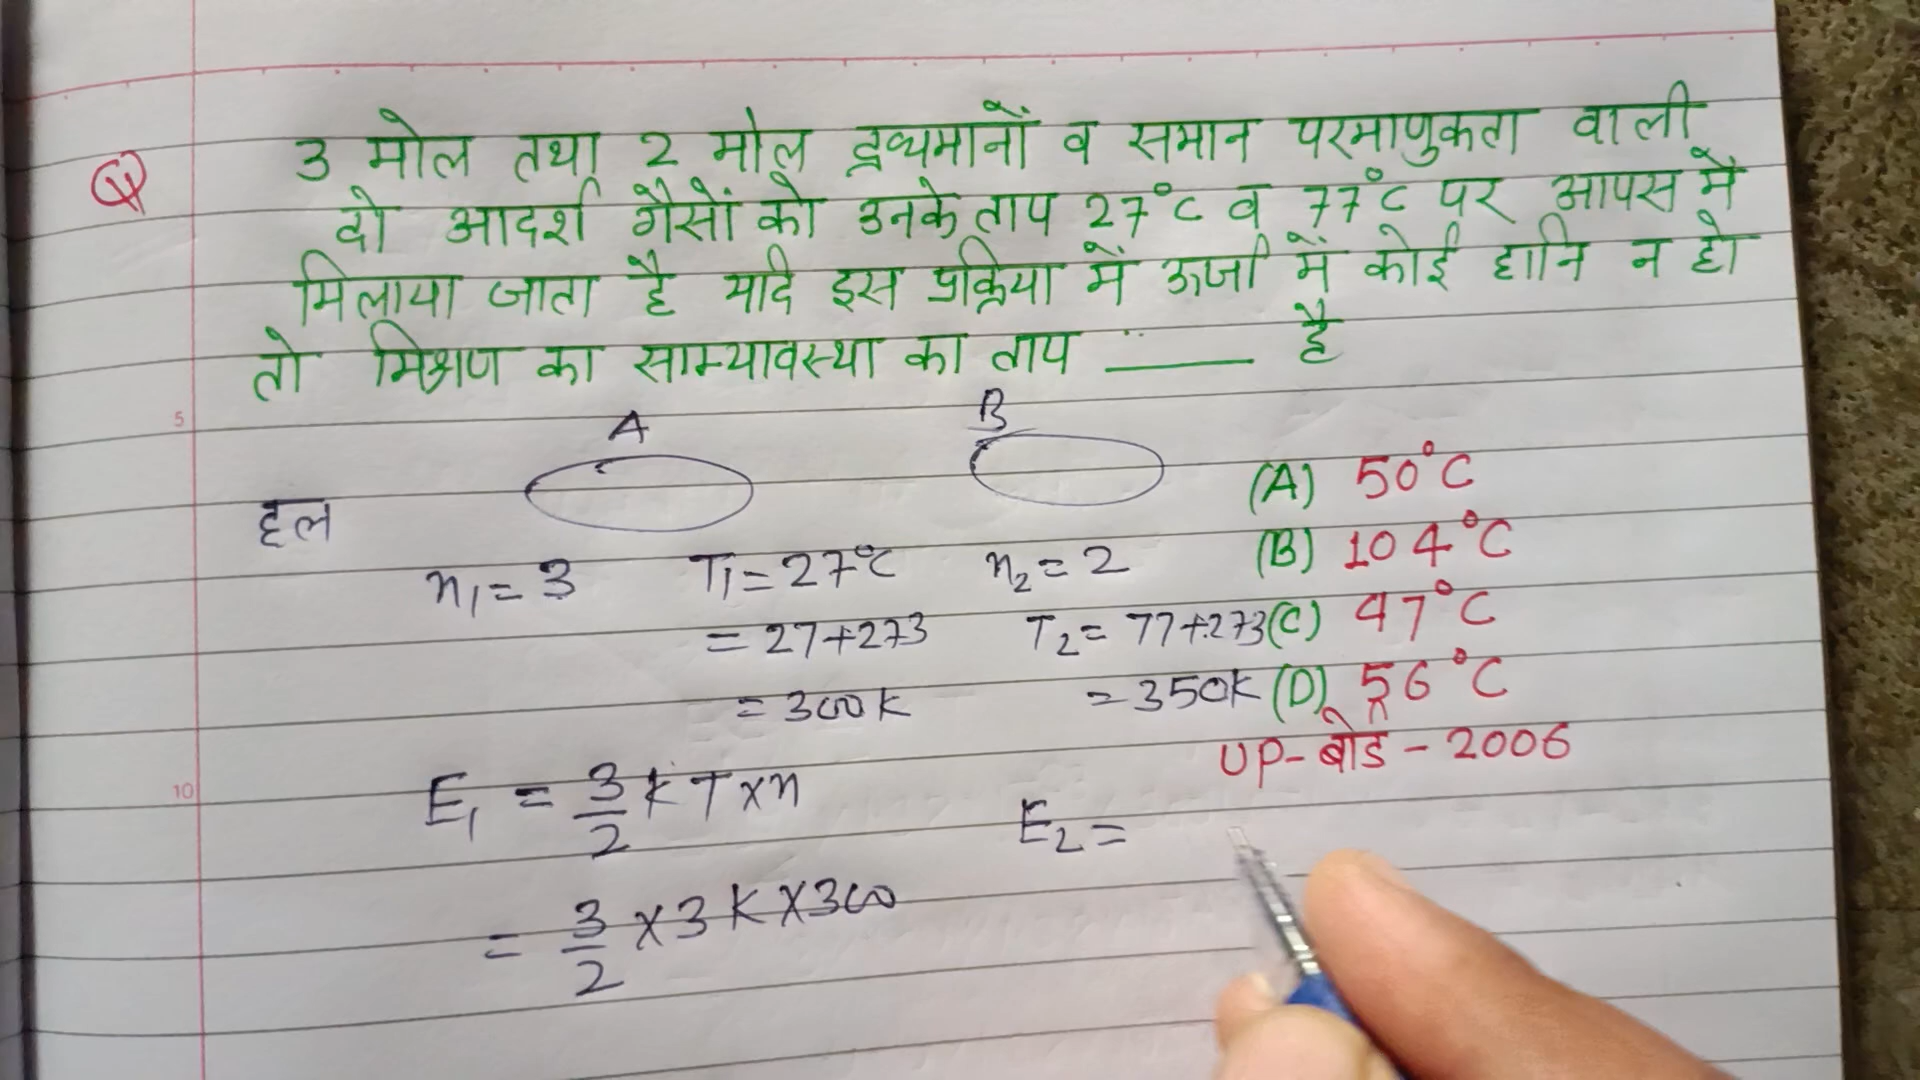 Q 3 मोल तथा 2 मोल द्रव्यमानों व समान परमाणुकता वाली
दो आदर्श गैसों को उनके ताप 27°C व 77°C पर आपस में
मिलाया जाता है यदि इस प्रक्रिया में ऊर्जा में कोई हानि न हो
तो मिश्रण का साम्यावस्था का ताप —— है
5
A B
हल
(A) 50°C
n₁ = 3 T₁ = 27°C n₂ = 2 (B) 104°C
= 27+273 T₂ = 77+273 (C) 47°C
= 300K = 350K (D) 56°C
UP-बोर्ड - 2006
10
E₁ = 3/2 K T × n E₂ =
= 3/2 × 3 K × 300